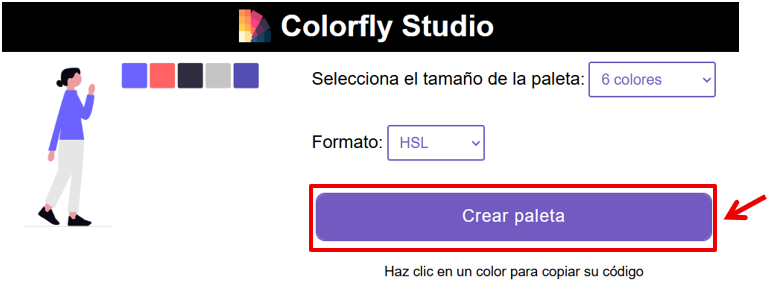 Colorfly Studio
Selecciona el tamaño de la paleta: 6 colores
Formato: HSL
Crear paleta
Haz clic en un color para copiar su código